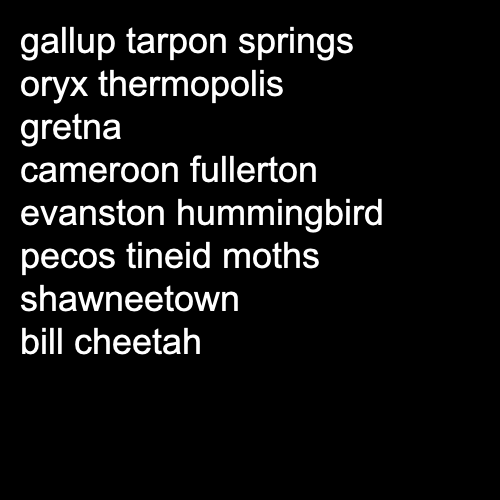 gallup tarpon springs
oryx thermopolis
gretna
cameroon fullerton
evanston hummingbird
pecos tineid moths
shawneetown
bill cheetah